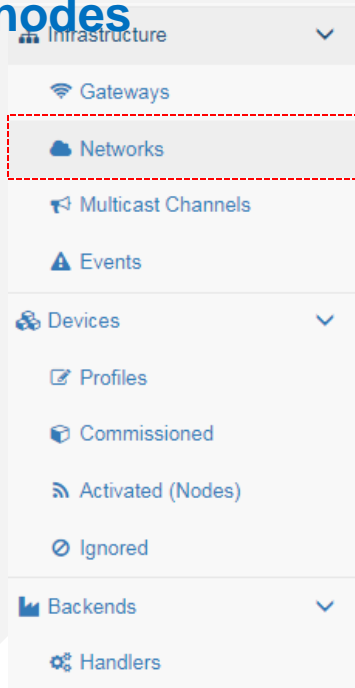 nodes
Infrastructure
Gateways
Networks
Multicast Channels
Events
Devices
Profiles
Commissioned
Activated (Nodes)
Ignored
Backends
Handlers